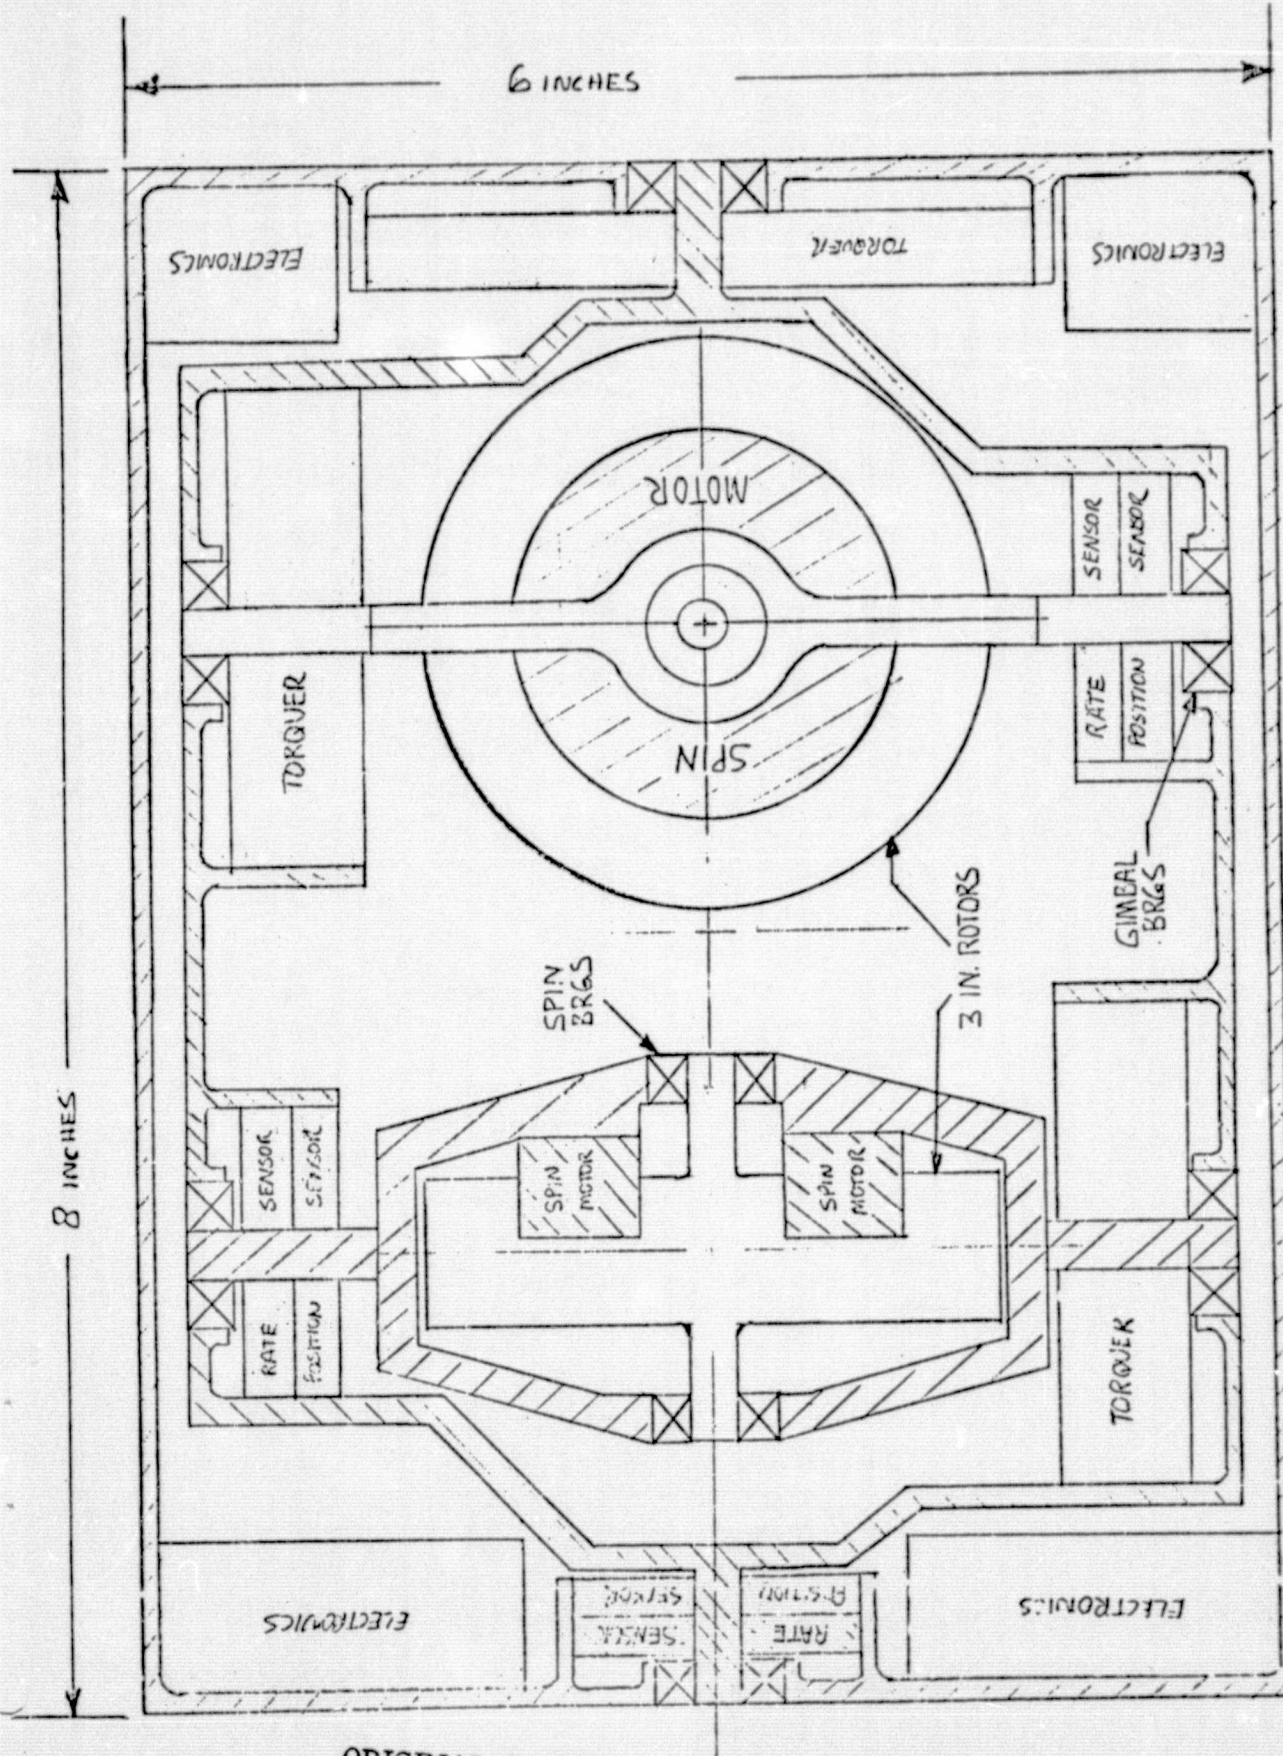 6 INCHES
ELECTRONICS
TORQUER
ELECTRONICS
MOTOR
SPIN
SENSOR
SENSOR
RATE
POSITION
TORQUER
GIMBAL
BRGS
3 IN. ROTORS
SPIN
BRGS
8 INCHES
SENSOR
SENSOR
RATE
POSITION
SPIN
MOTOR
SPIN
MOTOR
TORQUER
ELECTRONICS
SENSOR
SENSOR
POSITION
RATE
ELECTRONICS